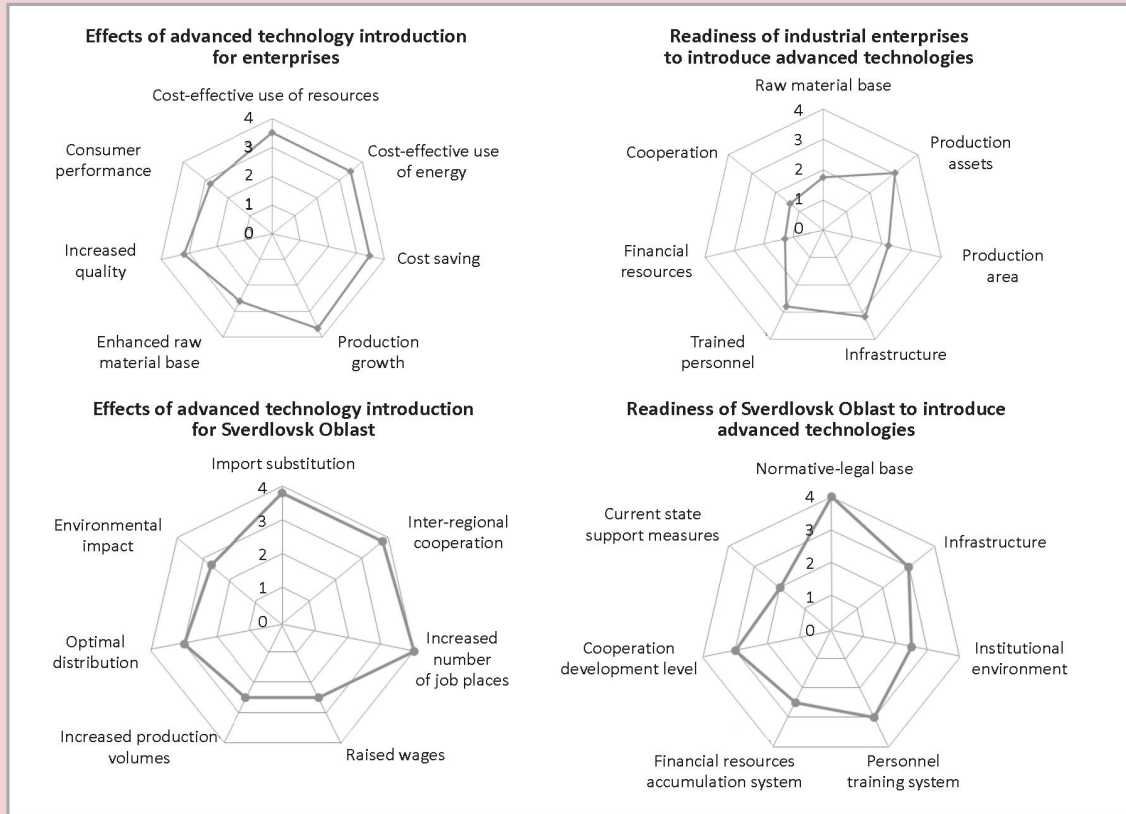 Effects of advanced technology introduction
for enterprises
Cost-effective use of resources
4
3
2
1
0
Cost-effective use
of energy
Cost saving
Production
growth
Enhanced raw
material base
Increased
quality
Consumer
performance
Readiness of industrial enterprises
to introduce advanced technologies
Raw material base
4
3
2
1
0
Production
assets
Production
area
Infrastructure
Trained
personnel
Financial
resources
Cooperation
Effects of advanced technology introduction
for Sverdlovsk Oblast
Import substitution
4
3
2
1
0
Inter-regional
cooperation
Increased
number
of job places
Raised wages
Increased production
volumes
Optimal
distribution
Environmental
impact
Readiness of Sverdlovsk Oblast to introduce
advanced technologies
Normative-legal base
4
3
2
1
0
Infrastructure
Institutional
environment
Personnel
training system
Financial resources
accumulation system
Cooperation
development level
Current state
support measures